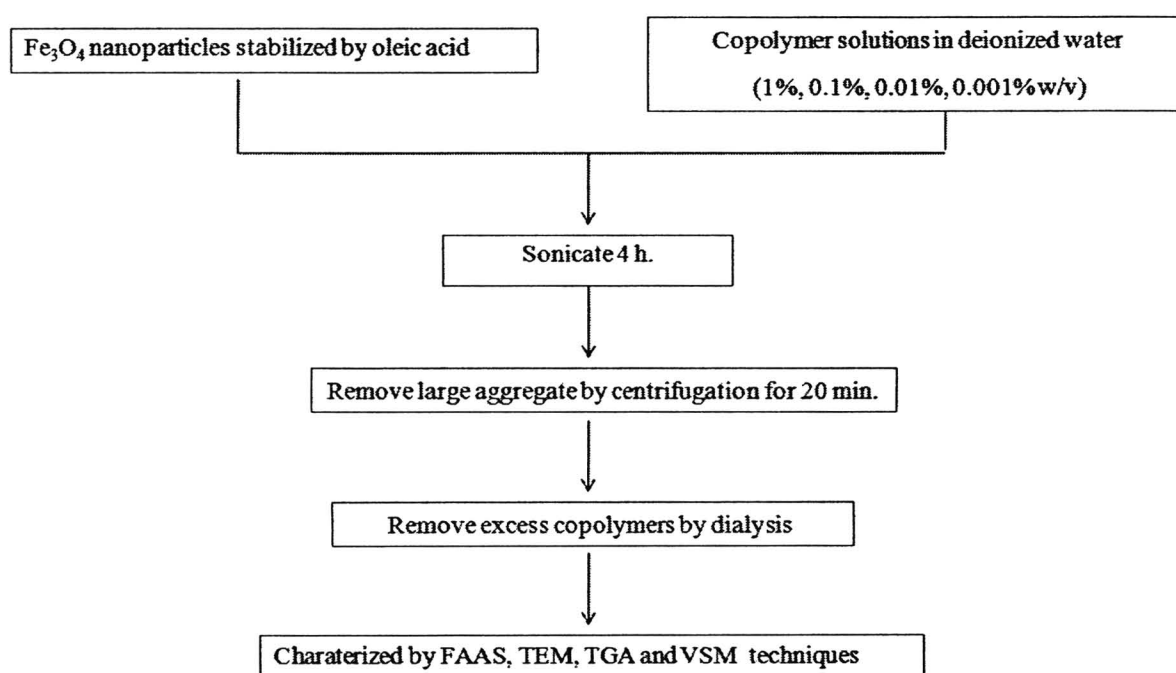 Fe₃O₄ nanoparticles stabilized by oleic acid
Copolymer solutions in deionized water
(1%, 0.1%, 0.01%, 0.001% w/v)
Sonicate 4 h.
Remove large aggregate by centrifugation for 20 min.
Remove excess copolymers by dialysis
Charaterized by FAAS, TEM, TGA and VSM techniques